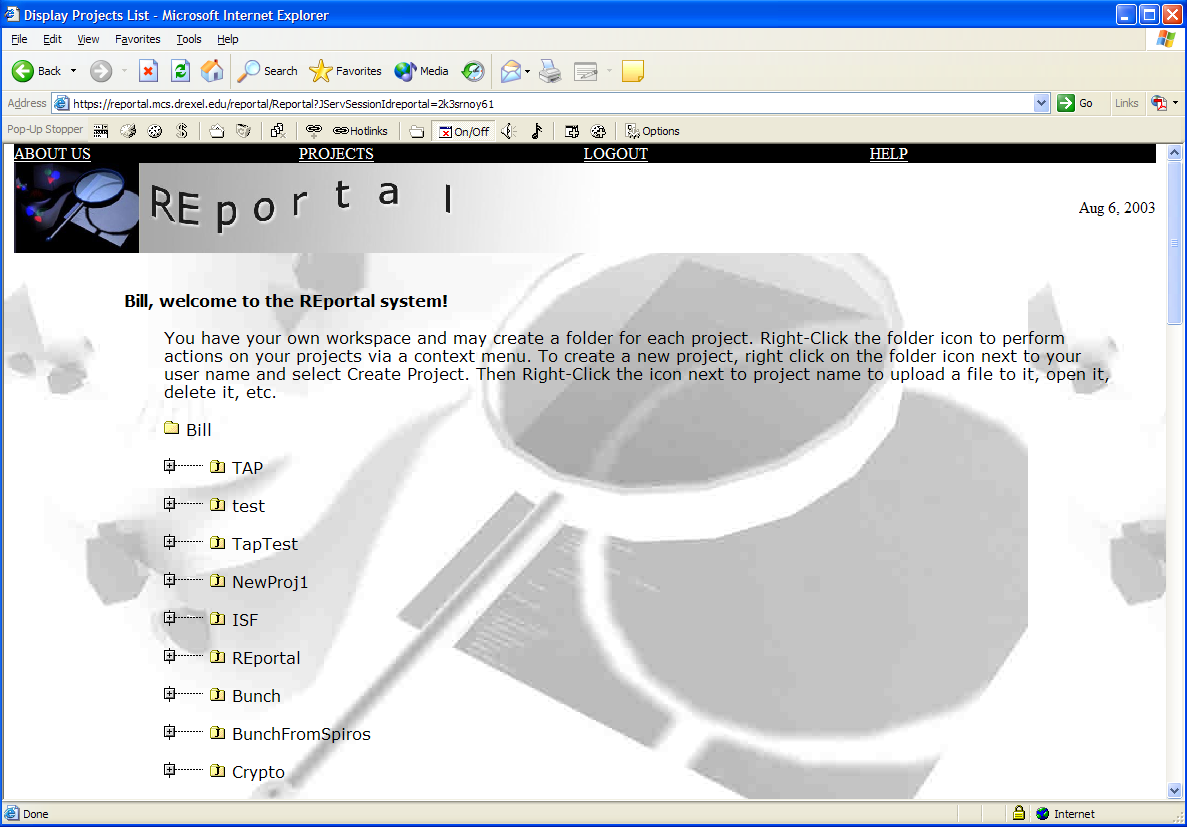 Display Projects List - Microsoft Internet Explorer
File Edit View Favorites Tools Help
Back Search Favorites Media
Address https://reportal.mcs.drexel.edu/reportal/Reportal?JServSessionIdreportal=2k3srnoy61 Go Links
Pop-Up Stopper Hotlinks On/Off Options
ABOUT US PROJECTS LOGOUT HELP
REportal
Aug 6, 2003
Bill, welcome to the REportal system!
You have your own workspace and may create a folder for each project. Right-Click the folder icon to perform
actions on your projects via a context menu. To create a new project, right click on the folder icon next to your
user name and select Create Project. Then Right-Click the icon next to project name to upload a file to it, open it,
delete it, etc.
Bill
TAP
test
TapTest
NewProj1
ISF
REportal
Bunch
BunchFromSpiros
Crypto
Done Internet